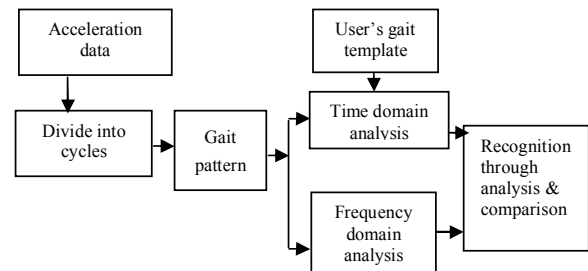 Acceleration
data
User's gait
template
Divide into
cycles
Gait
pattern
Time domain
analysis
Recognition
through
analysis &
comparison
Frequency
domain
analysis